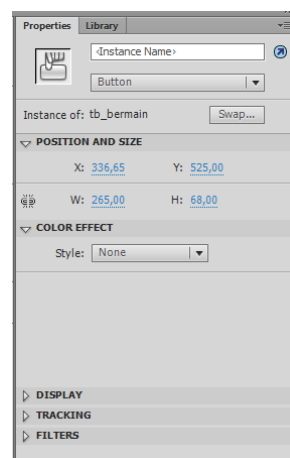 Properties Library
<Instance Name>
Button
Instance of: tb_bermain Swap...
POSITION AND SIZE
X: 336,65 Y: 525,00
W: 265,00 H: 68,00
COLOR EFFECT
Style: None
DISPLAY
TRACKING
FILTERS